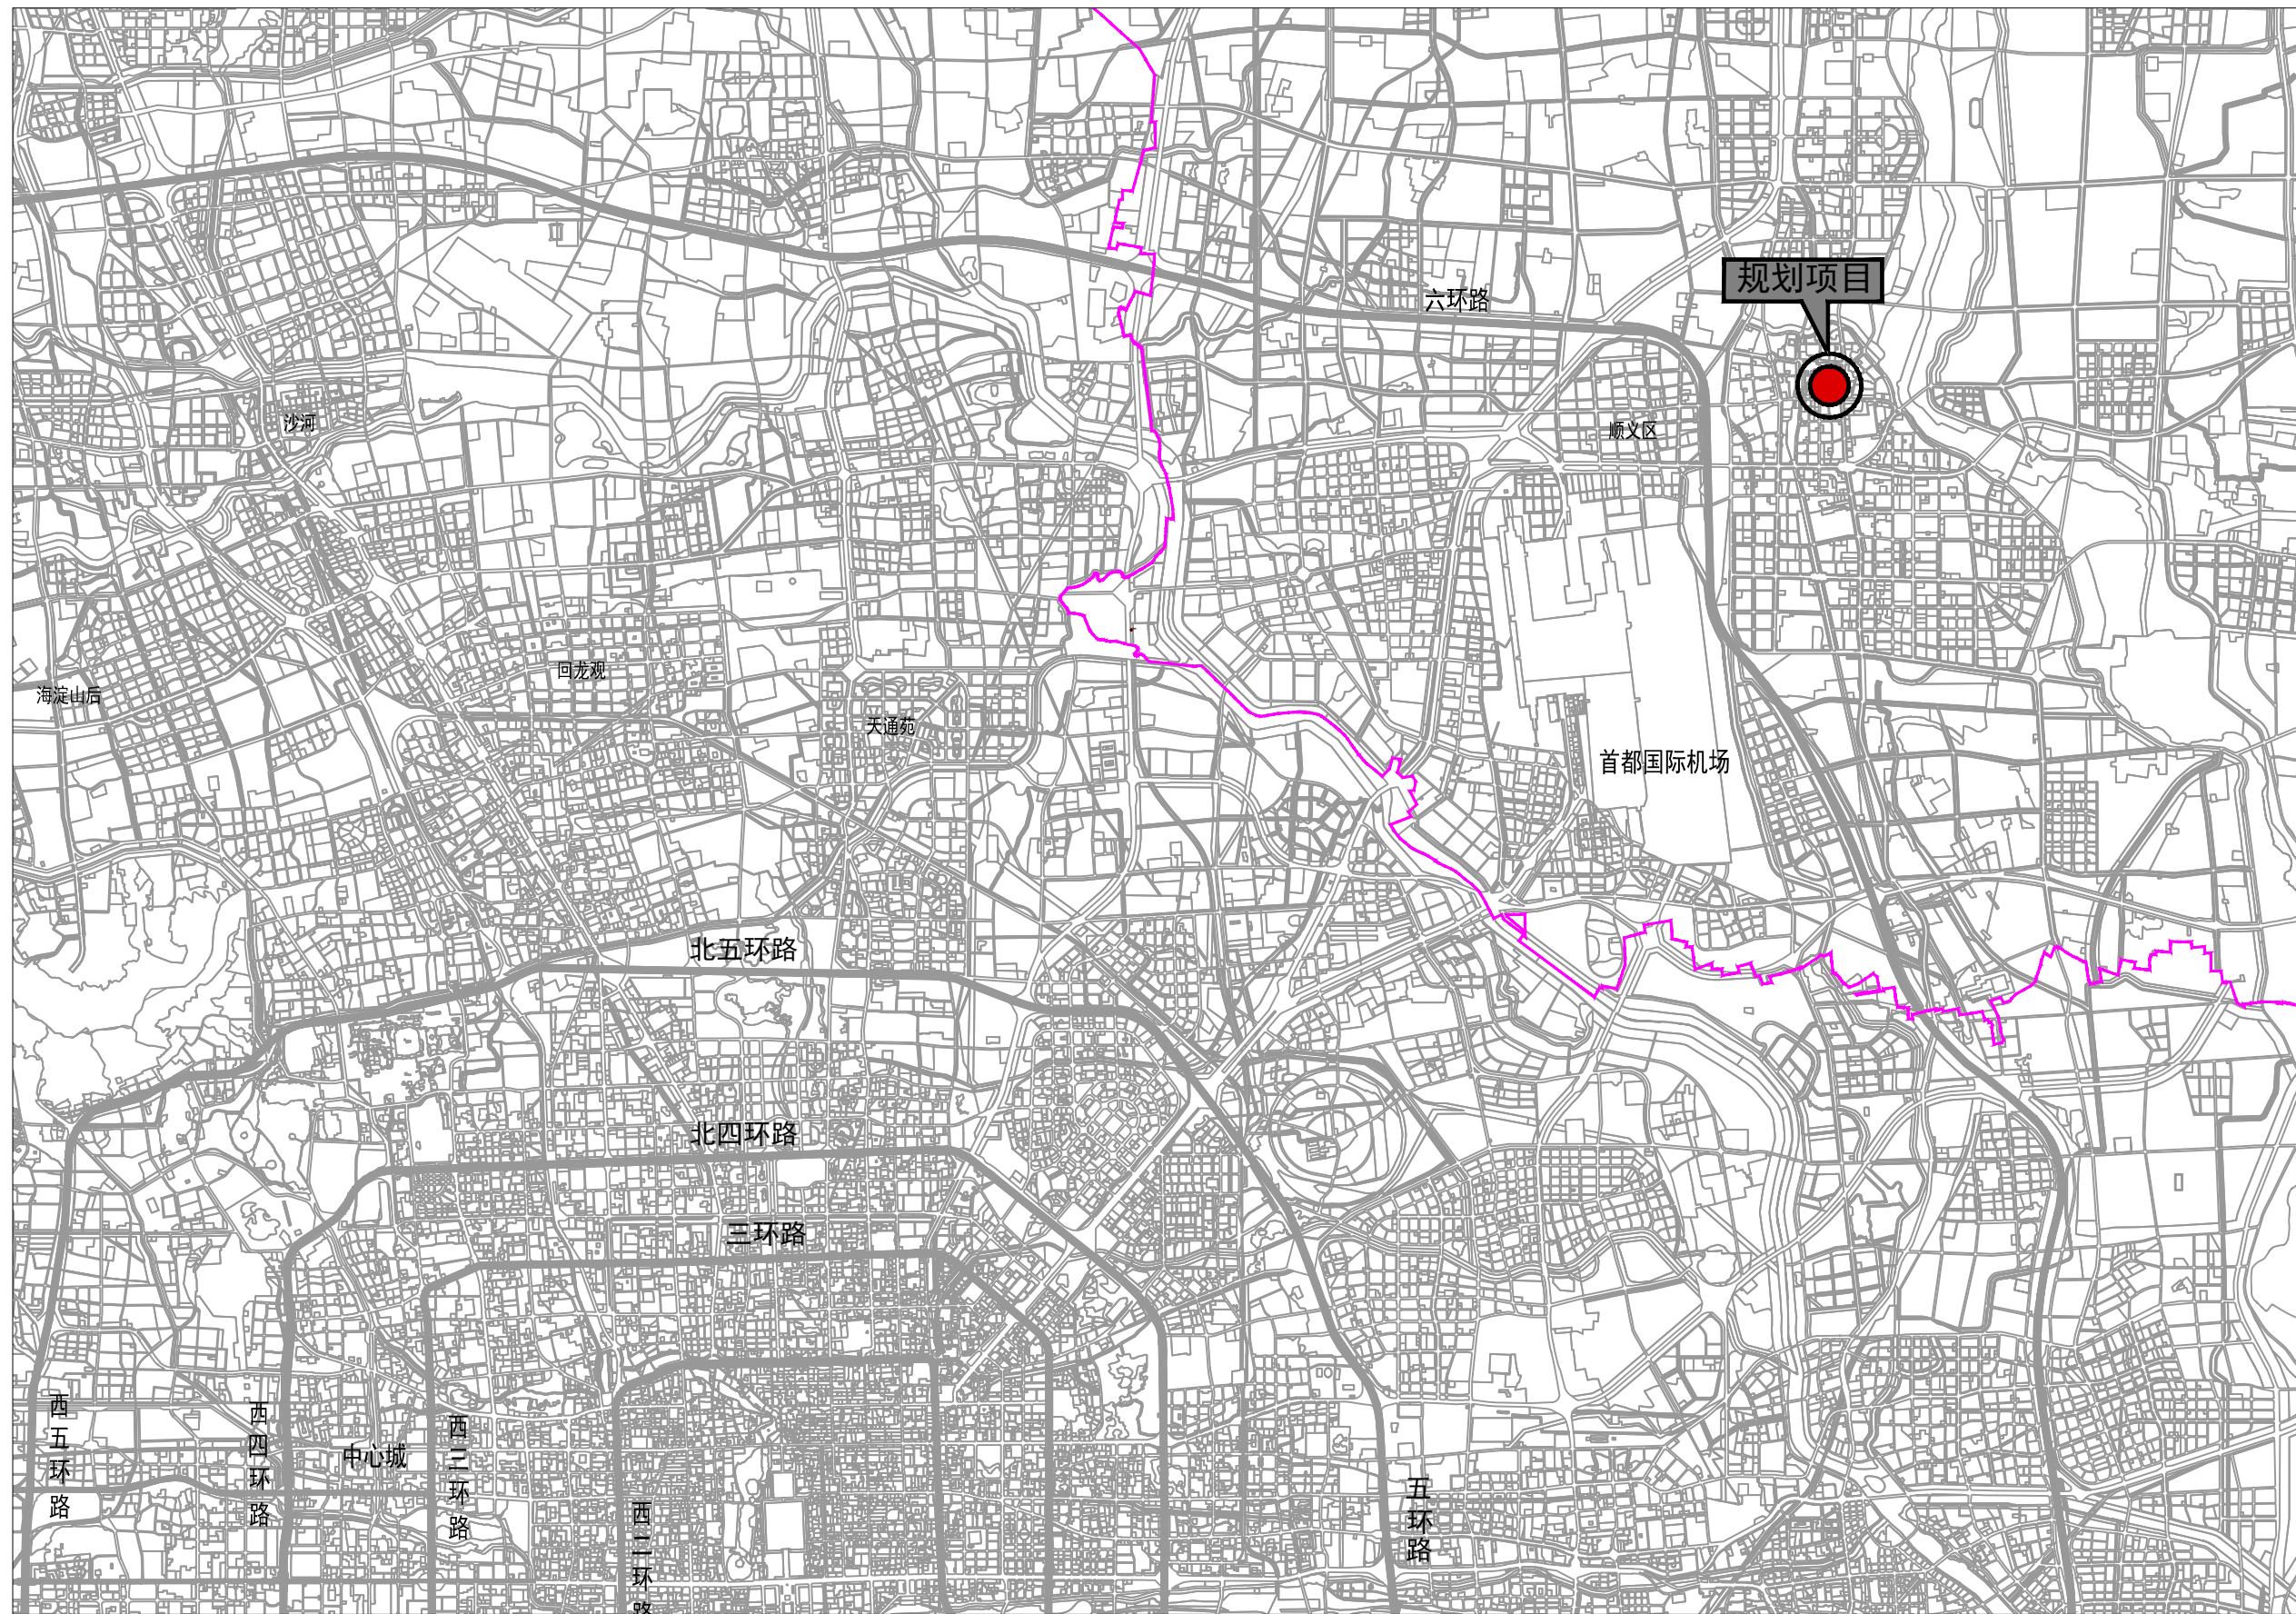 规划项目
六环路
沙河
顺义区
回龙观
海淀山后
天通苑
首都国际机场
北五环路
北四环路
三环路
西五环路
西四环路
中心城
西三环路
西二环路
五环路